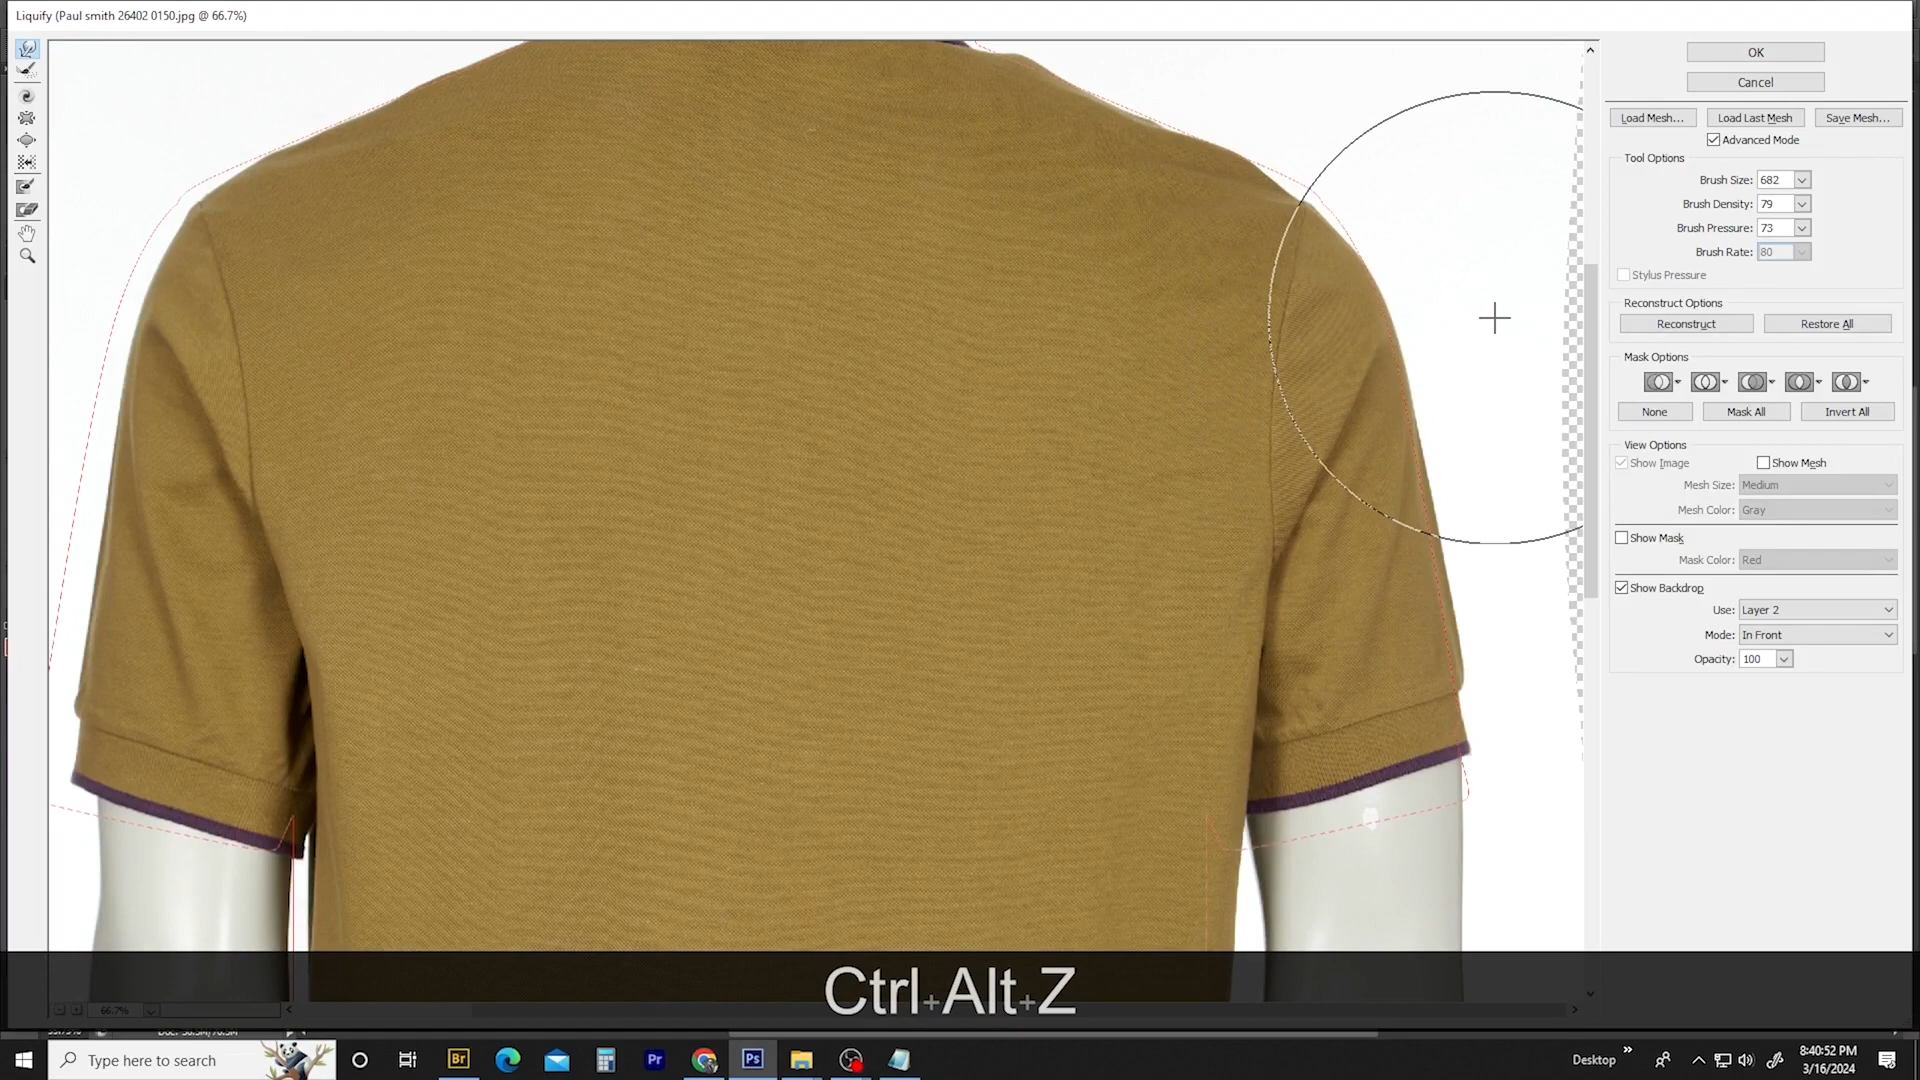 Liquify (Paul smith 26402 0150.jpg @ 66.7%)
OK
Cancel
Load Mesh...
Load Last Mesh
Save Mesh...
Advanced Mode
Tool Options
Brush Size: 682
Brush Density: 79
Brush Pressure: 73
Brush Rate: 80
Stylus Pressure
Reconstruct Options
Reconstruct
Restore All
Mask Options
None
Mask All
Invert All
View Options
Show Image
Show Mesh
Mesh Size: Medium
Mesh Color: Gray
Show Mask
Mask Color: Red
Show Backdrop
Use: Layer 2
Mode: In Front
Opacity: 100
Ctrl+Alt+Z
66.7%
Type here to search
Br
Pr
Ps
Desktop
8:40:52 PM
3/16/2024